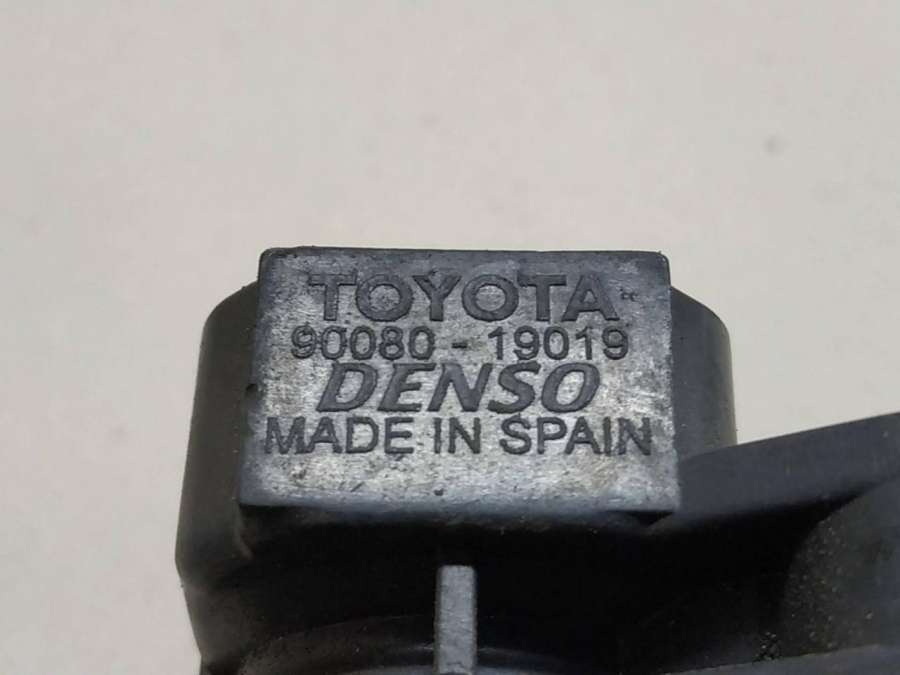 TOYOTA
90080-19019
DENSO
MADE IN SPAIN